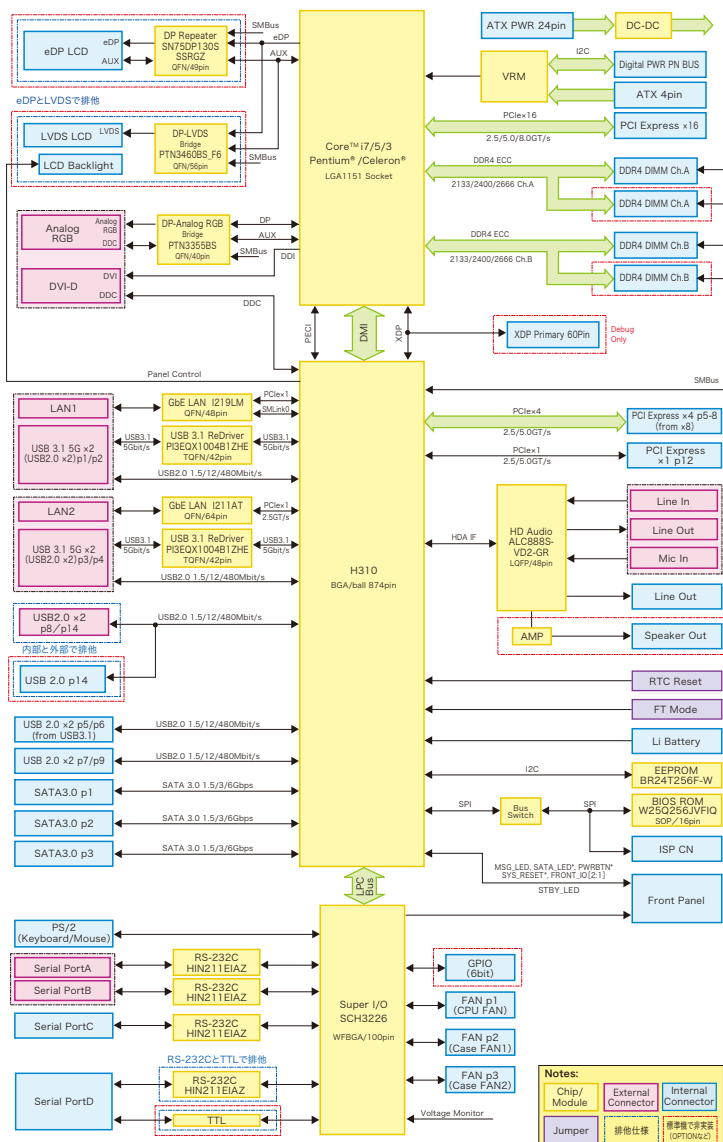 eDP LCD
eDP
AUX
DP Repeater
SN75DP130S
SSRGZ
QFN/49pin
SMBus
eDP
AUX
eDPとLVDSで排他
LVDS LCD
LVDS
LCD Backlight
DP-LVDS
Bridge
PTN3460BS_F6
QFN/56pin
SMBus
Analog
RGB
Analog
RGB
DDC
DP-Analog RGB
Bridge
PTN3355BS
QFN/40pin
DP
AUX
SMBus
DDI
DVI-D
DVI
DDC
DDC
Panel Control
Core™ i7/5/3
Pentium® /Celeron®
LGA1151 Socket
ATX PWR 24pin
DC-DC
VRM
I2C
Digital PWR PN BUS
ATX 4pin
PCIe×16
2.5/5.0/8.0GT/s
PCI Express ×16
DDR4 ECC
2133/2400/2666 Ch.A
DDR4 DIMM Ch.A
DDR4 DIMM Ch.A
DDR4 ECC
2133/2400/2666 Ch.B
DDR4 DIMM Ch.B
DDR4 DIMM Ch.B
PECI
DMI
XDP
XDP Primary 60Pin
Debug
Only
SMBus
LAN1
GbE LAN I219LM
QFN/48pin
PCIe×1
SMLink0
USB 3.1 5G ×2
(USB2.0 ×2)p1/p2
USB3.1
5Gbit/s
USB 3.1 ReDriver
PI3EQX1004B1ZHE
TQFN/42pin
USB3.1
5Gbit/s
USB2.0 1.5/12/480Mbit/s
LAN2
GbE LAN I211AT
QFN/64pin
PCIe×1
2.5GT/s
USB 3.1 5G ×2
(USB2.0 ×2)p3/p4
USB3.1
5Gbit/s
USB 3.1 ReDriver
PI3EQX1004B1ZHE
TQFN/42pin
USB3.1
5Gbit/s
USB2.0 1.5/12/480Mbit/s
USB2.0 ×2
p8／p14
USB2.0 1.5/12/480Mbit/s
内部と外部で排他
USB 2.0 p14
USB 2.0 ×2 p5/p6
(from USB3.1)
USB2.0 1.5/12/480Mbit/s
USB 2.0 ×2 p7/p9
USB2.0 1.5/12/480Mbit/s
SATA3.0 p1
SATA 3.0 1.5/3/6Gbps
SATA3.0 p2
SATA 3.0 1.5/3/6Gbps
SATA3.0 p3
SATA 3.0 1.5/3/6Gbps
H310
BGA/ball 874pin
PCIe×4
2.5/5.0GT/s
PCI Express ×4 p5-8
(from ×8)
PCIe×1
2.5/5.0GT/s
PCI Express
×1 p12
HDA IF
HD Audio
ALC888S-
VD2-GR
LQFP/48pin
Line In
Line Out
Mic In
Line Out
AMP
Speaker Out
RTC Reset
FT Mode
Li Battery
I2C
EEPROM
BR24T256F-W
SPI
Bus
Switch
SPI
BIOS ROM
W25Q256JVFIQ
SOP／16pin
ISP CN
MSG_LED, SATA_LED*, PWRBTN*
SYS_RESET*, FRONT_IO[2:1]
STBY_LED
Front Panel
LPC
Bus
PS/2
(Keyboard/Mouse)
Serial PortA
RS-232C
HIN211EIAZ
Serial PortB
RS-232C
HIN211EIAZ
Serial PortC
RS-232C
HIN211EIAZ
RS-232CとTTLで排他
Serial PortD
RS-232C
HIN211EIAZ
TTL
Super I/O
SCH3226
WFBGA/100pin
GPIO
(6bit)
FAN p1
(CPU FAN)
FAN p2
(Case FAN1)
FAN p3
(Case FAN2)
Voltage Monitor
Notes:
Chip/
Module
External
Connector
Internal
Connector
Jumper
排他仕様
標準機で非実装
(OPTIONなど)